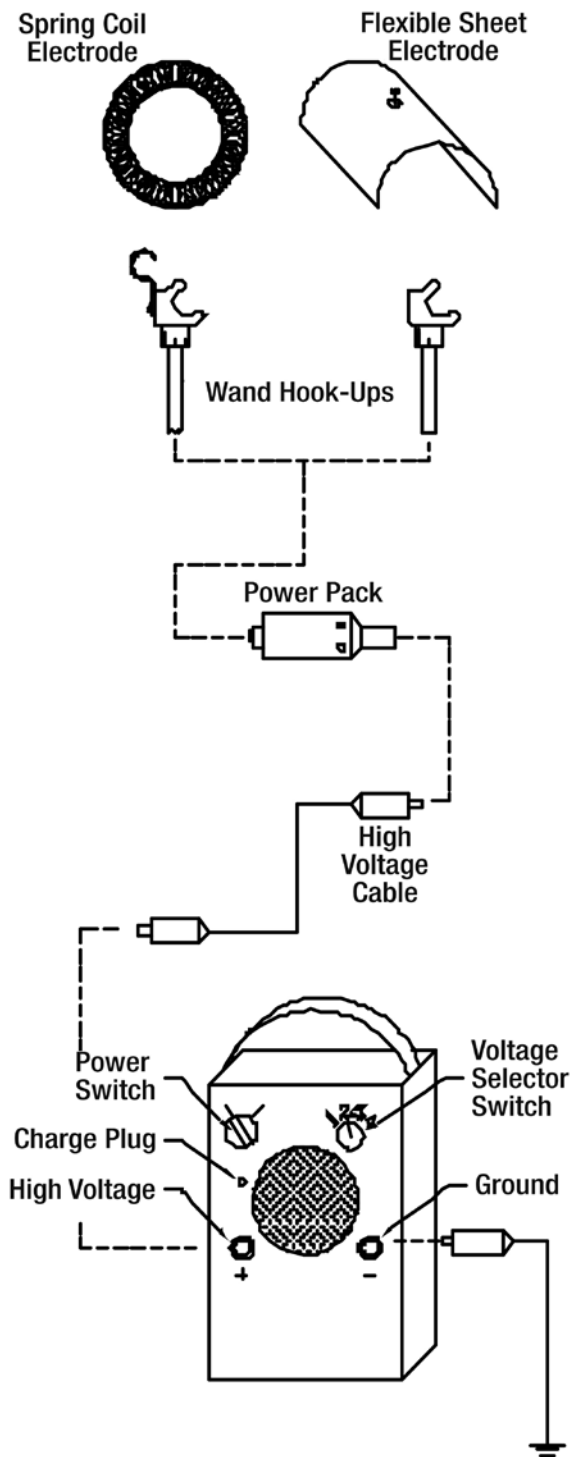 Spring Coil
Electrode
Flexible Sheet
Electrode
Wand Hook-Ups
Power Pack
High
Voltage
Cable
Power
Switch
Voltage
Selector
Switch
Charge Plug
High Voltage
Ground
+
−